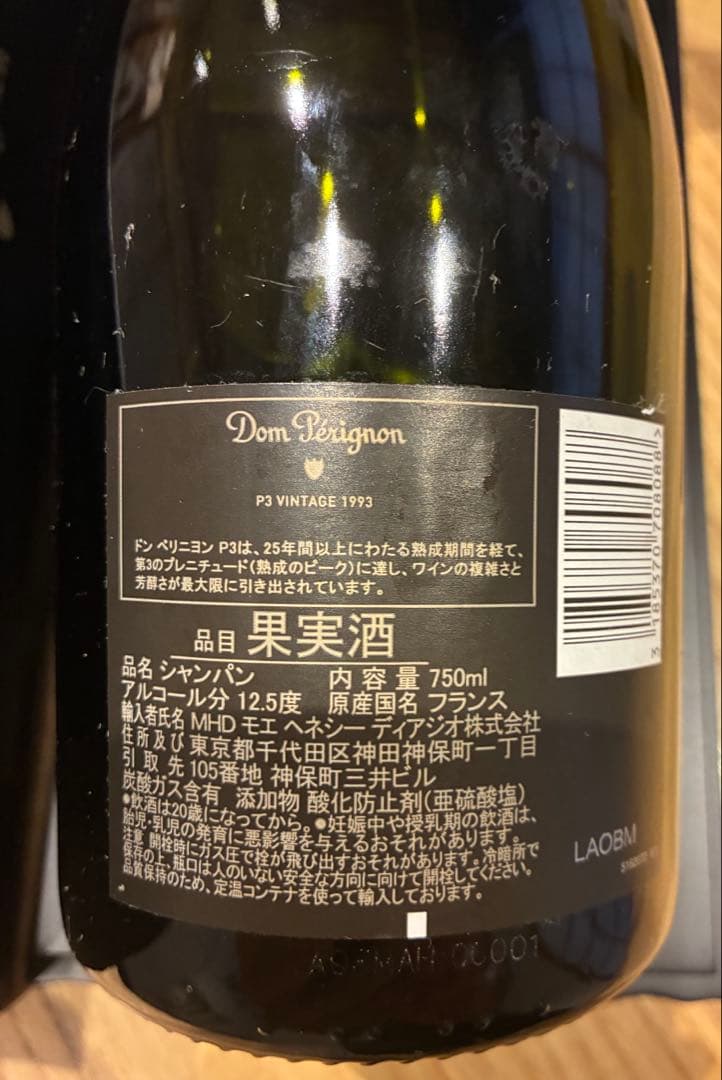 Dom Pérignon
P3 VINTAGE 1993
ドン ペリニヨン P3は、25年間以上にわたる熟成期間を経て、
第3のプレニチュード(熟成のピーク)に達し、ワインの複雑さと
芳醇さが最大限に引き出されています。
品目 果実酒
品名 シャンパン 内容量 750ml
アルコール分 12.5度 原産国名 フランス
輸入者氏名 MHD モエ ヘネシー ディアジオ株式会社
住所及び 東京都千代田区神田神保町一丁目
引取先 105番地 神保町三井ビル
炭酸ガス含有 添加物 酸化防止剤(亜硫酸塩)
●飲酒は20歳になってから。●妊娠中や授乳期の飲酒は、
胎児・乳児の発育に悪影響を与えるおそれがあります。
注意 開栓時にガス圧で栓が飛び出すおそれがあります。冷暗所で
保存の上、瓶口は人のいない安全な方向に向けて開栓してください。
品質保持のため、定温コンテナを使って輸入しております。
3 185370 708088
LAOBM